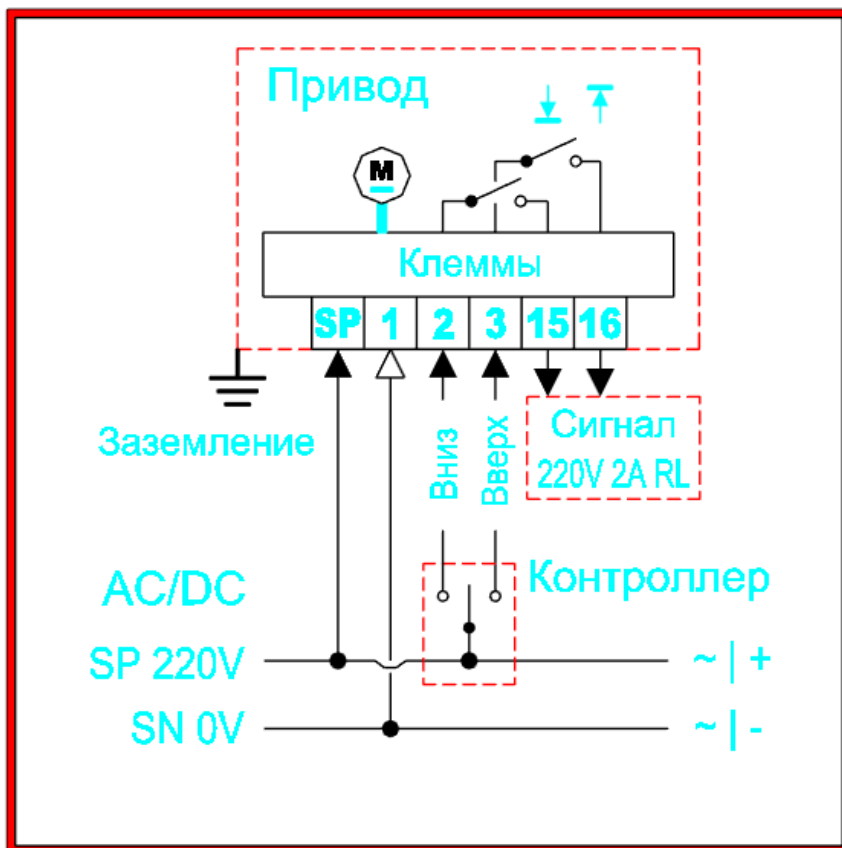 Привод
M
Клеммы
SP 1 2 3 15 16
Заземление
Вниз
Вверх
Сигнал
220V 2A RL
AC/DC
Контроллер
SP 220V
~ | +
SN 0V
~ | -